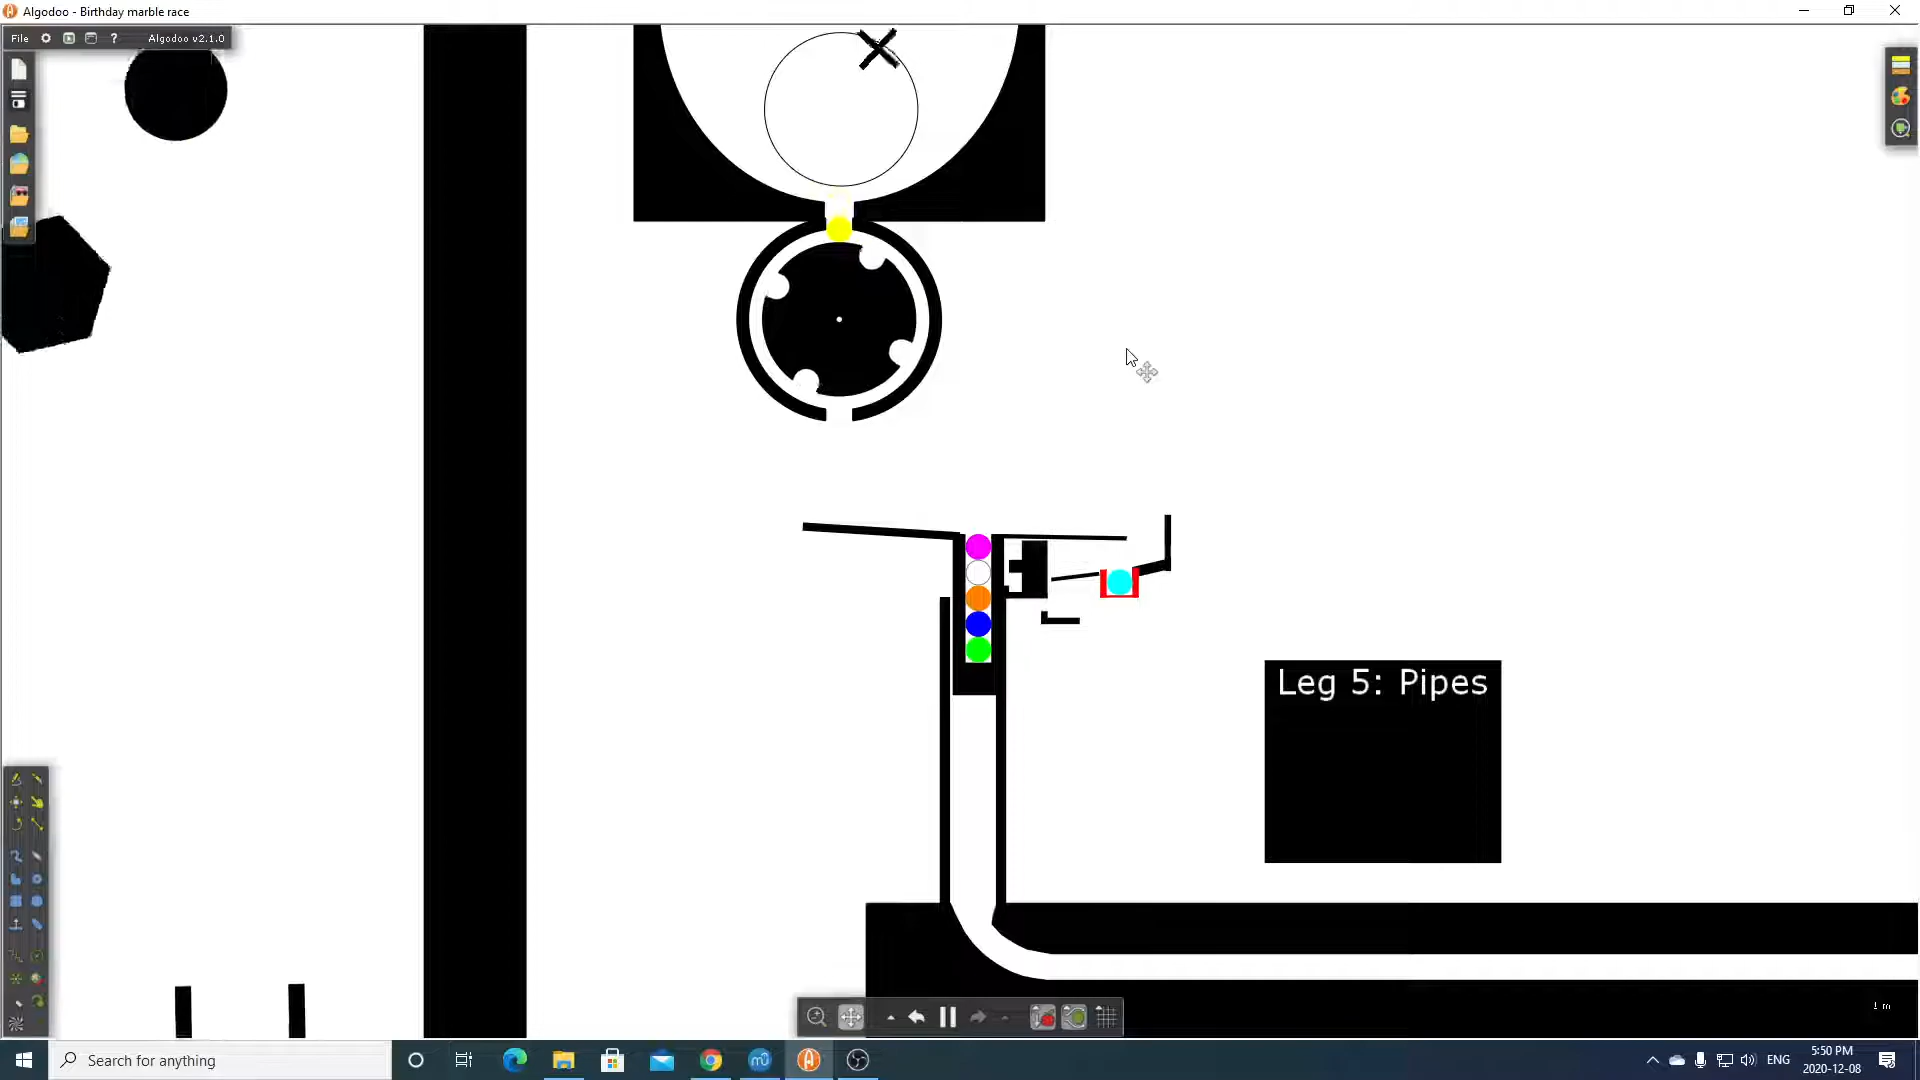 Algodoo - Birthday marble race
File ? Algodoo v2.1.0
Leg 5: Pipes
1 m
Search for anything
ENG
5:50 PM
2020-12-08